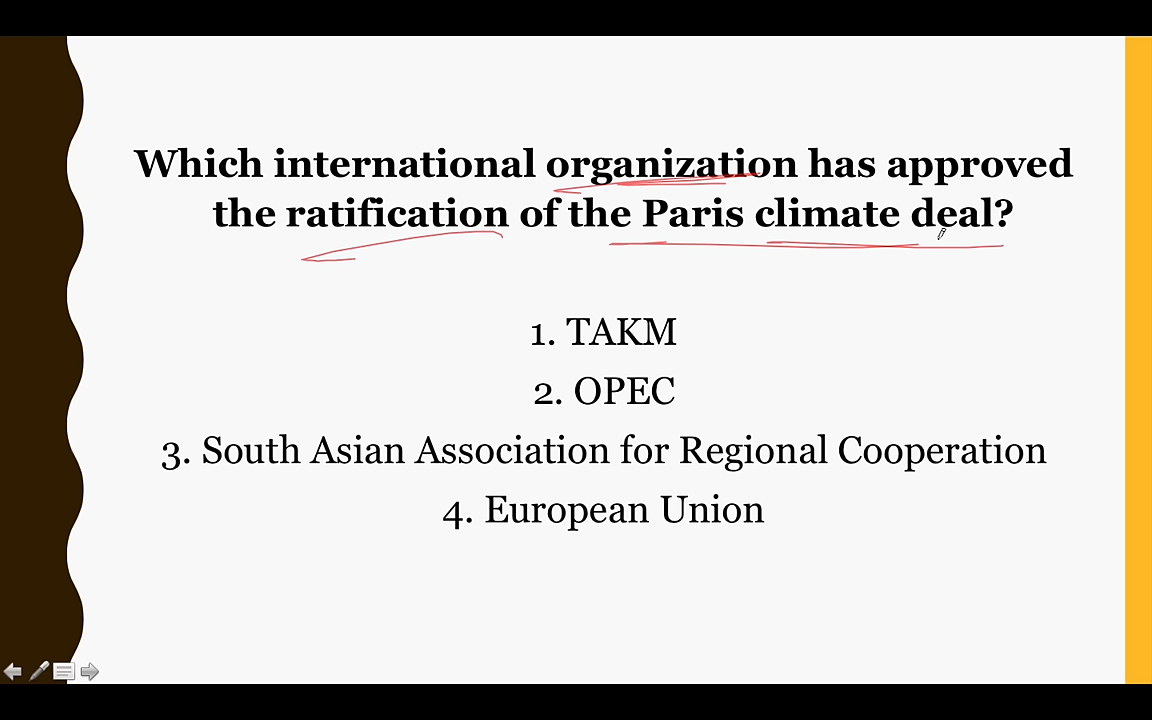 Which international organization has approved
the ratification of the Paris climate deal?
1. TAKM
2. OPEC
3. South Asian Association for Regional Cooperation
4. European Union